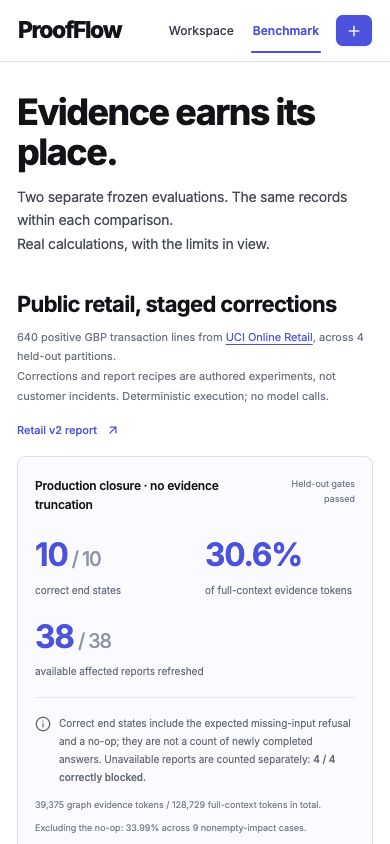 ProofFlow
Workspace
Benchmark
+
Evidence earns its
place.
Two separate frozen evaluations. The same records
within each comparison.
Real calculations, with the limits in view.
Public retail, staged corrections
640 positive GBP transaction lines from UCI Online Retail, across 4
held-out partitions.
Corrections and report recipes are authored experiments, not
customer incidents. Deterministic execution; no model calls.
Retail v2 report ↗
Production closure · no evidence
truncation
Held-out gates
passed
10 / 10
correct end states
30.6%
of full-context evidence tokens
38 / 38
available affected reports refreshed
Correct end states include the expected missing-input refusal
and a no-op; they are not a count of newly completed
answers. Unavailable reports are counted separately: 4 / 4
correctly blocked.
39,375 graph evidence tokens / 128,729 full-context tokens in total.
Excluding the no-op: 33.99% across 9 nonempty-impact cases.